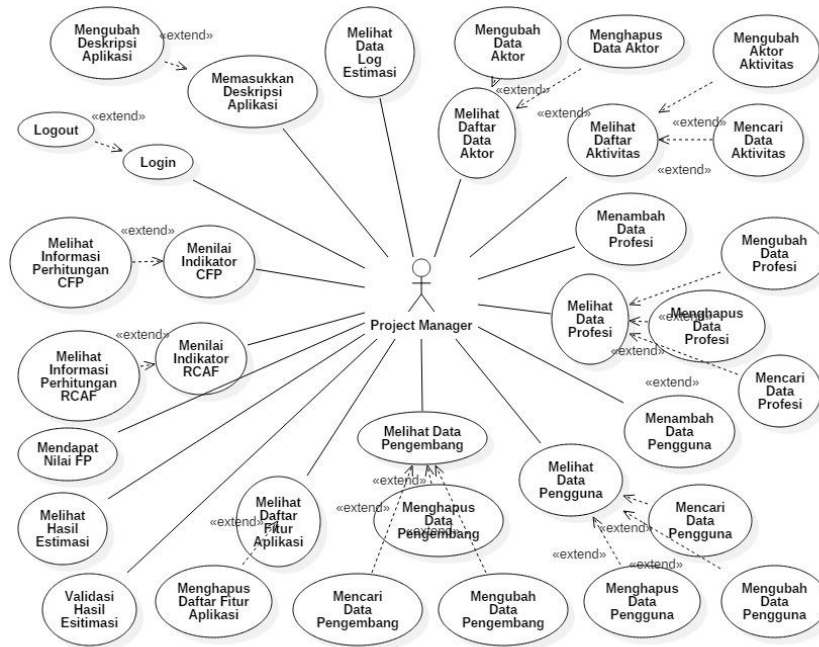 Mengubah
Deskripsi
Aplikasi
«extend»
Memasukkan
Deskripsi
Aplikasi
Melihat
Data
Log
Estimasi
Mengubah
Data
Aktor
Menghapus
Data Aktor
«extend»
Melihat
Daftar
Data
Aktor
«extend»
Mengubah
Aktor
Aktivitas
«extend»
Melihat
Daftar
Aktivitas
Mencari
Data
Aktivitas
«extend»
Logout
«extend»
Login
Melihat
Informasi
Perhitungan
CFP
«extend»
Menilai
Indikator
CFP
Menambah
Data
Profesi
Mengubah
Data
Profesi
Melihat
Data
Profesi
Menghapus
Data
Profesi
«extend»
«extend»
Mencari
Data
Profesi
«extend»
Project Manager
Melihat
Informasi
Perhitungan
RCAF
«extend»
Menilai
Indikator
RCAF
Menambah
Data
Pengguna
Mendapat
Nilai FP
Melihat Data
Pengembang
Melihat
Data
Pengguna
Melihat
Hasil
Estimasi
Melihat
Daftar
Fitur
Aplikasi
«extend»
«extend»
Menghapus
Data
Pengembang
«extend»
Mencari
Data
Pengguna
«extend»
«extend»
«extend»
Validasi
Hasil
Esitimasi
Menghapus
Daftar Fitur
Aplikasi
Mencari
Data
Pengembang
Mengubah
Data
Pengembang
Menghapus
Data
Pengguna
Mengubah
Data
Pengguna